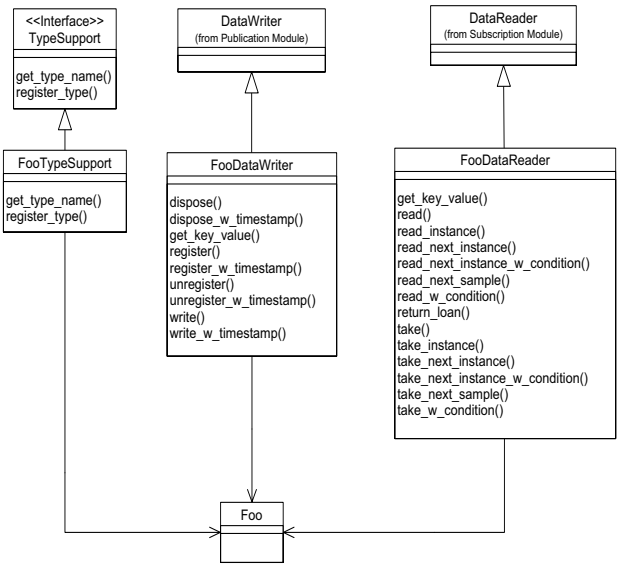 <<Interface>>
TypeSupport
get_type_name()
register_type()
DataWriter
(from Publication Module)
DataReader
(from Subscription Module)
FooTypeSupport
get_type_name()
register_type()
FooDataWriter
dispose()
dispose_w_timestamp()
get_key_value()
register()
register_w_timestamp()
unregister()
unregister_w_timestamp()
write()
write_w_timestamp()
FooDataReader
get_key_value()
read()
read_instance()
read_next_instance()
read_next_instance_w_condition()
read_next_sample()
read_w_condition()
return_loan()
take()
take_instance()
take_next_instance()
take_next_instance_w_condition()
take_next_sample()
take_w_condition()
Foo